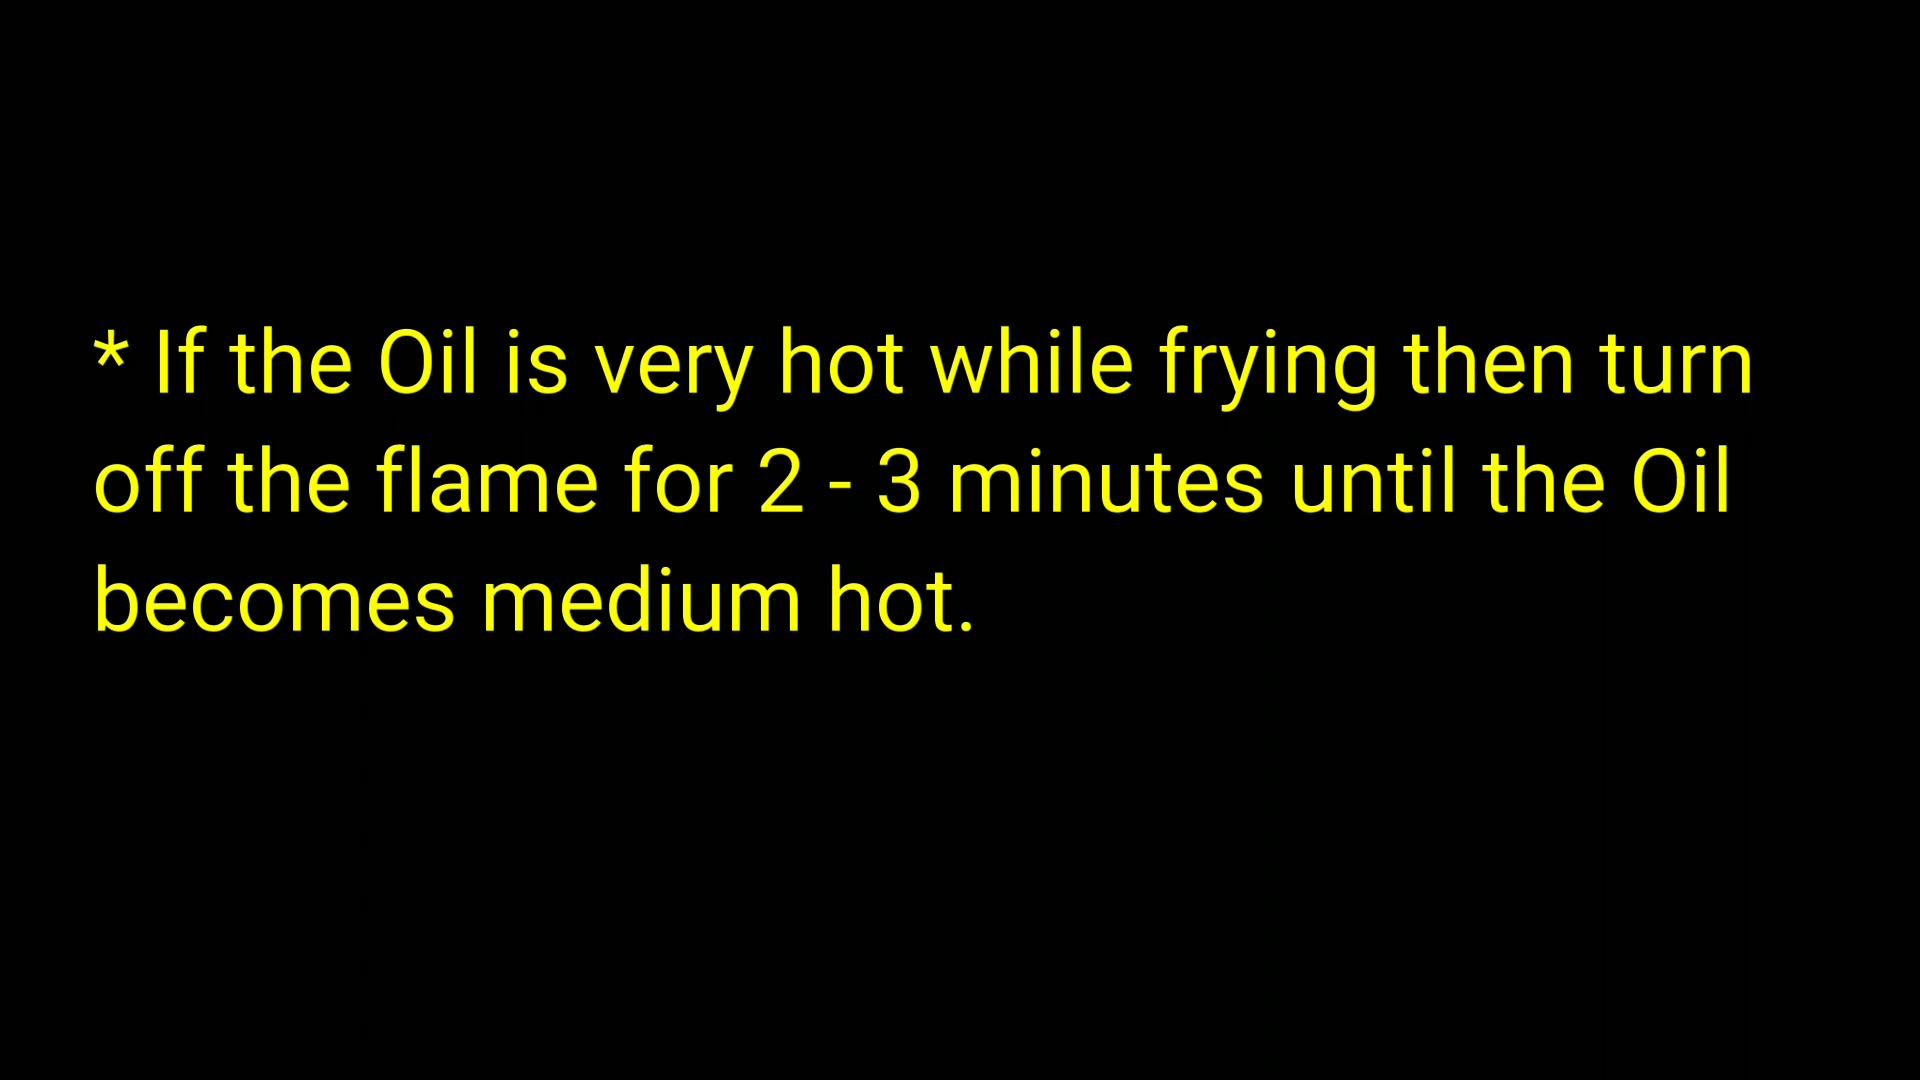 * If the Oil is very hot while frying then turn
off the flame for 2 - 3 minutes until the Oil
becomes medium hot.